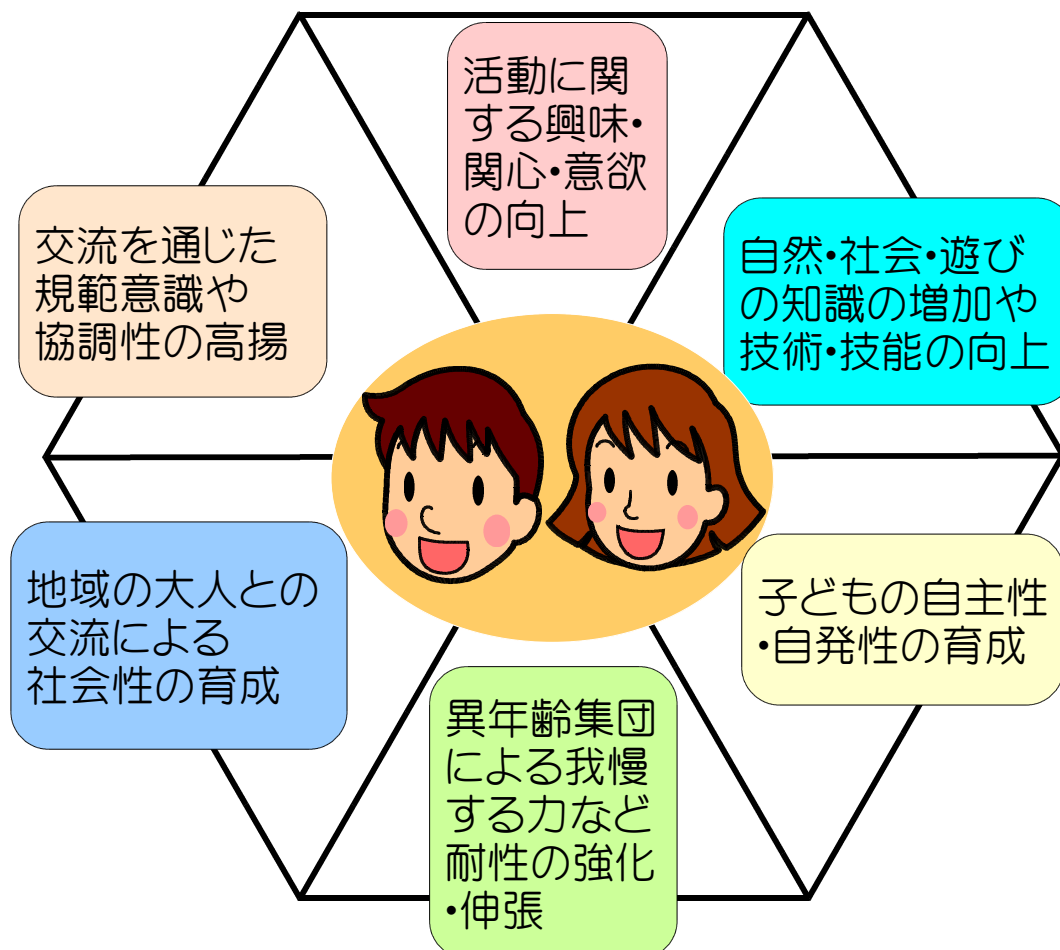 活動に関
する興味・
関心・意欲
の向上
交流を通じた
規範意識や
協調性の高揚
自然・社会・遊び
の知識の増加や
技術・技能の向上
地域の大人との
交流による
社会性の育成
子どもの自主性
・自発性の育成
異年齢集団
による我慢
する力など
耐性の強化
・伸張